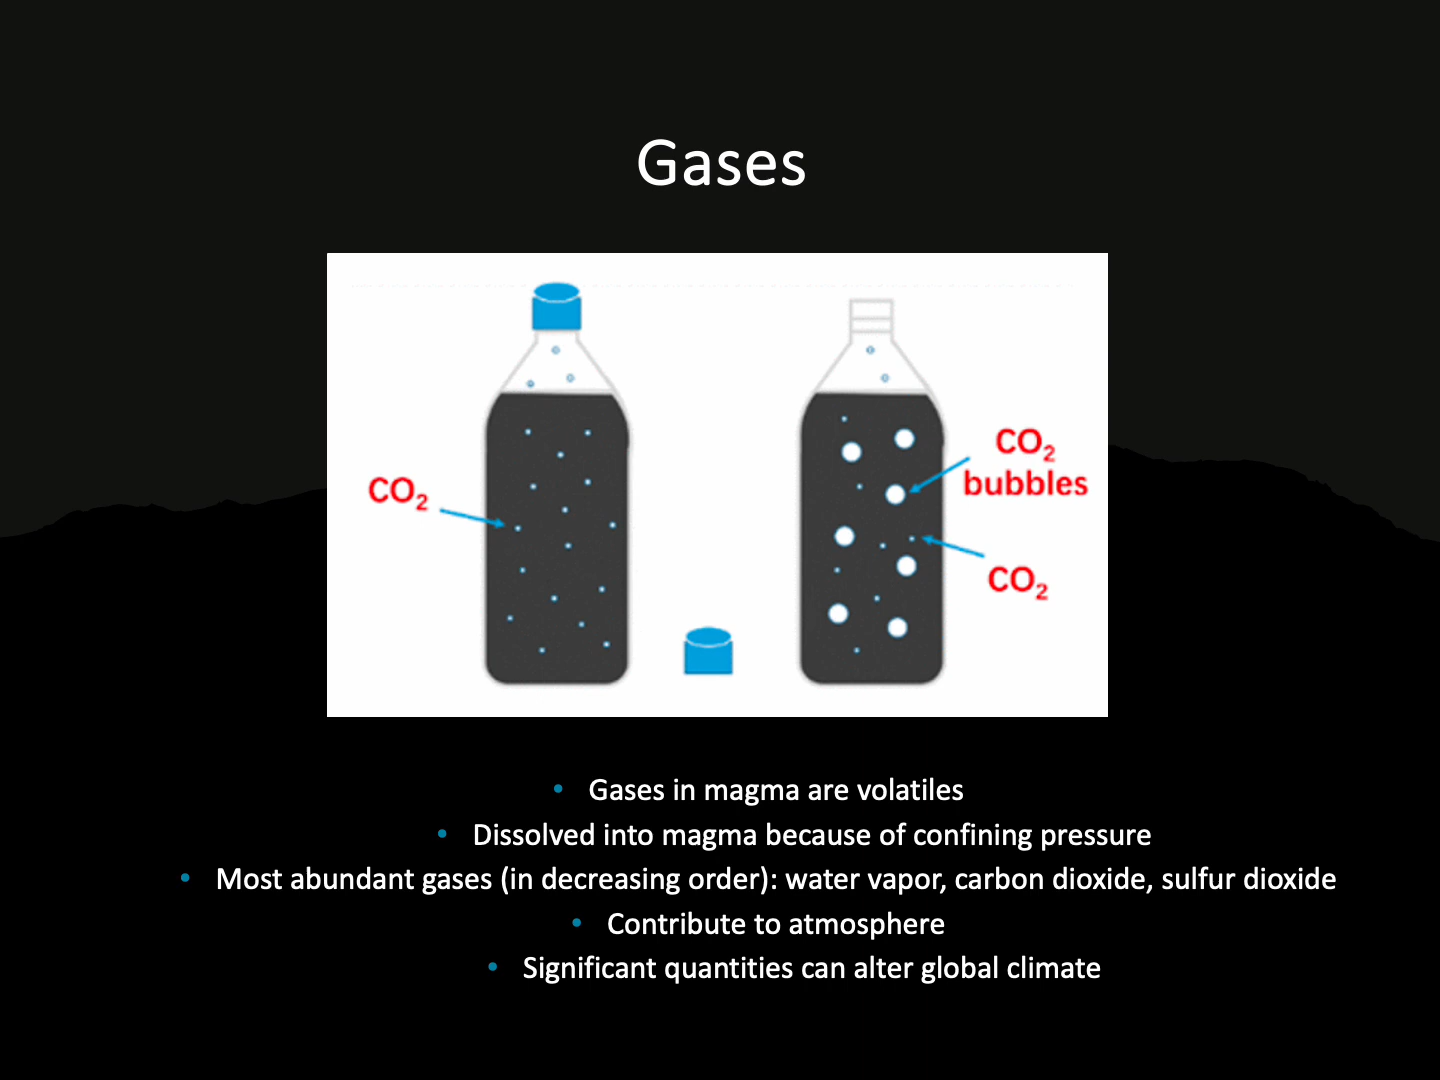 Gases
CO₂
CO₂
bubbles
CO₂
• Gases in magma are volatiles
• Dissolved into magma because of confining pressure
• Most abundant gases (in decreasing order): water vapor, carbon dioxide, sulfur dioxide
• Contribute to atmosphere
• Significant quantities can alter global climate